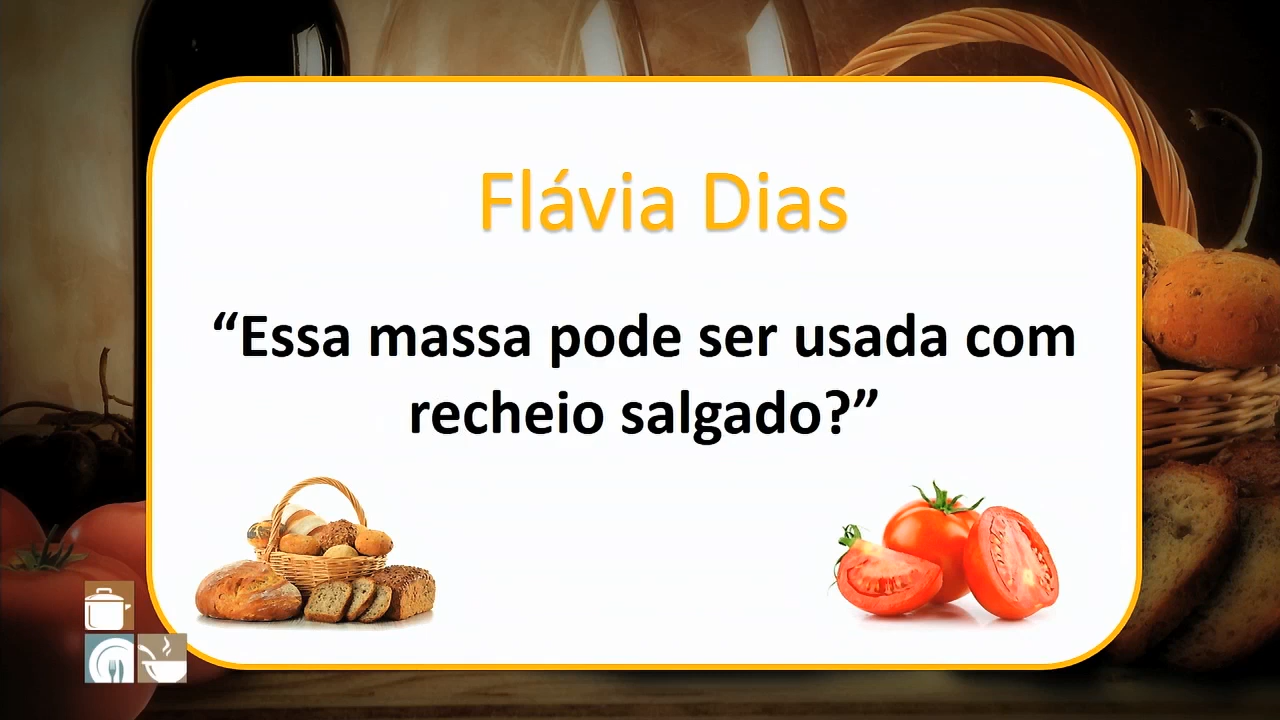 Flávia Dias
“Essa massa pode ser usada com
recheio salgado?”